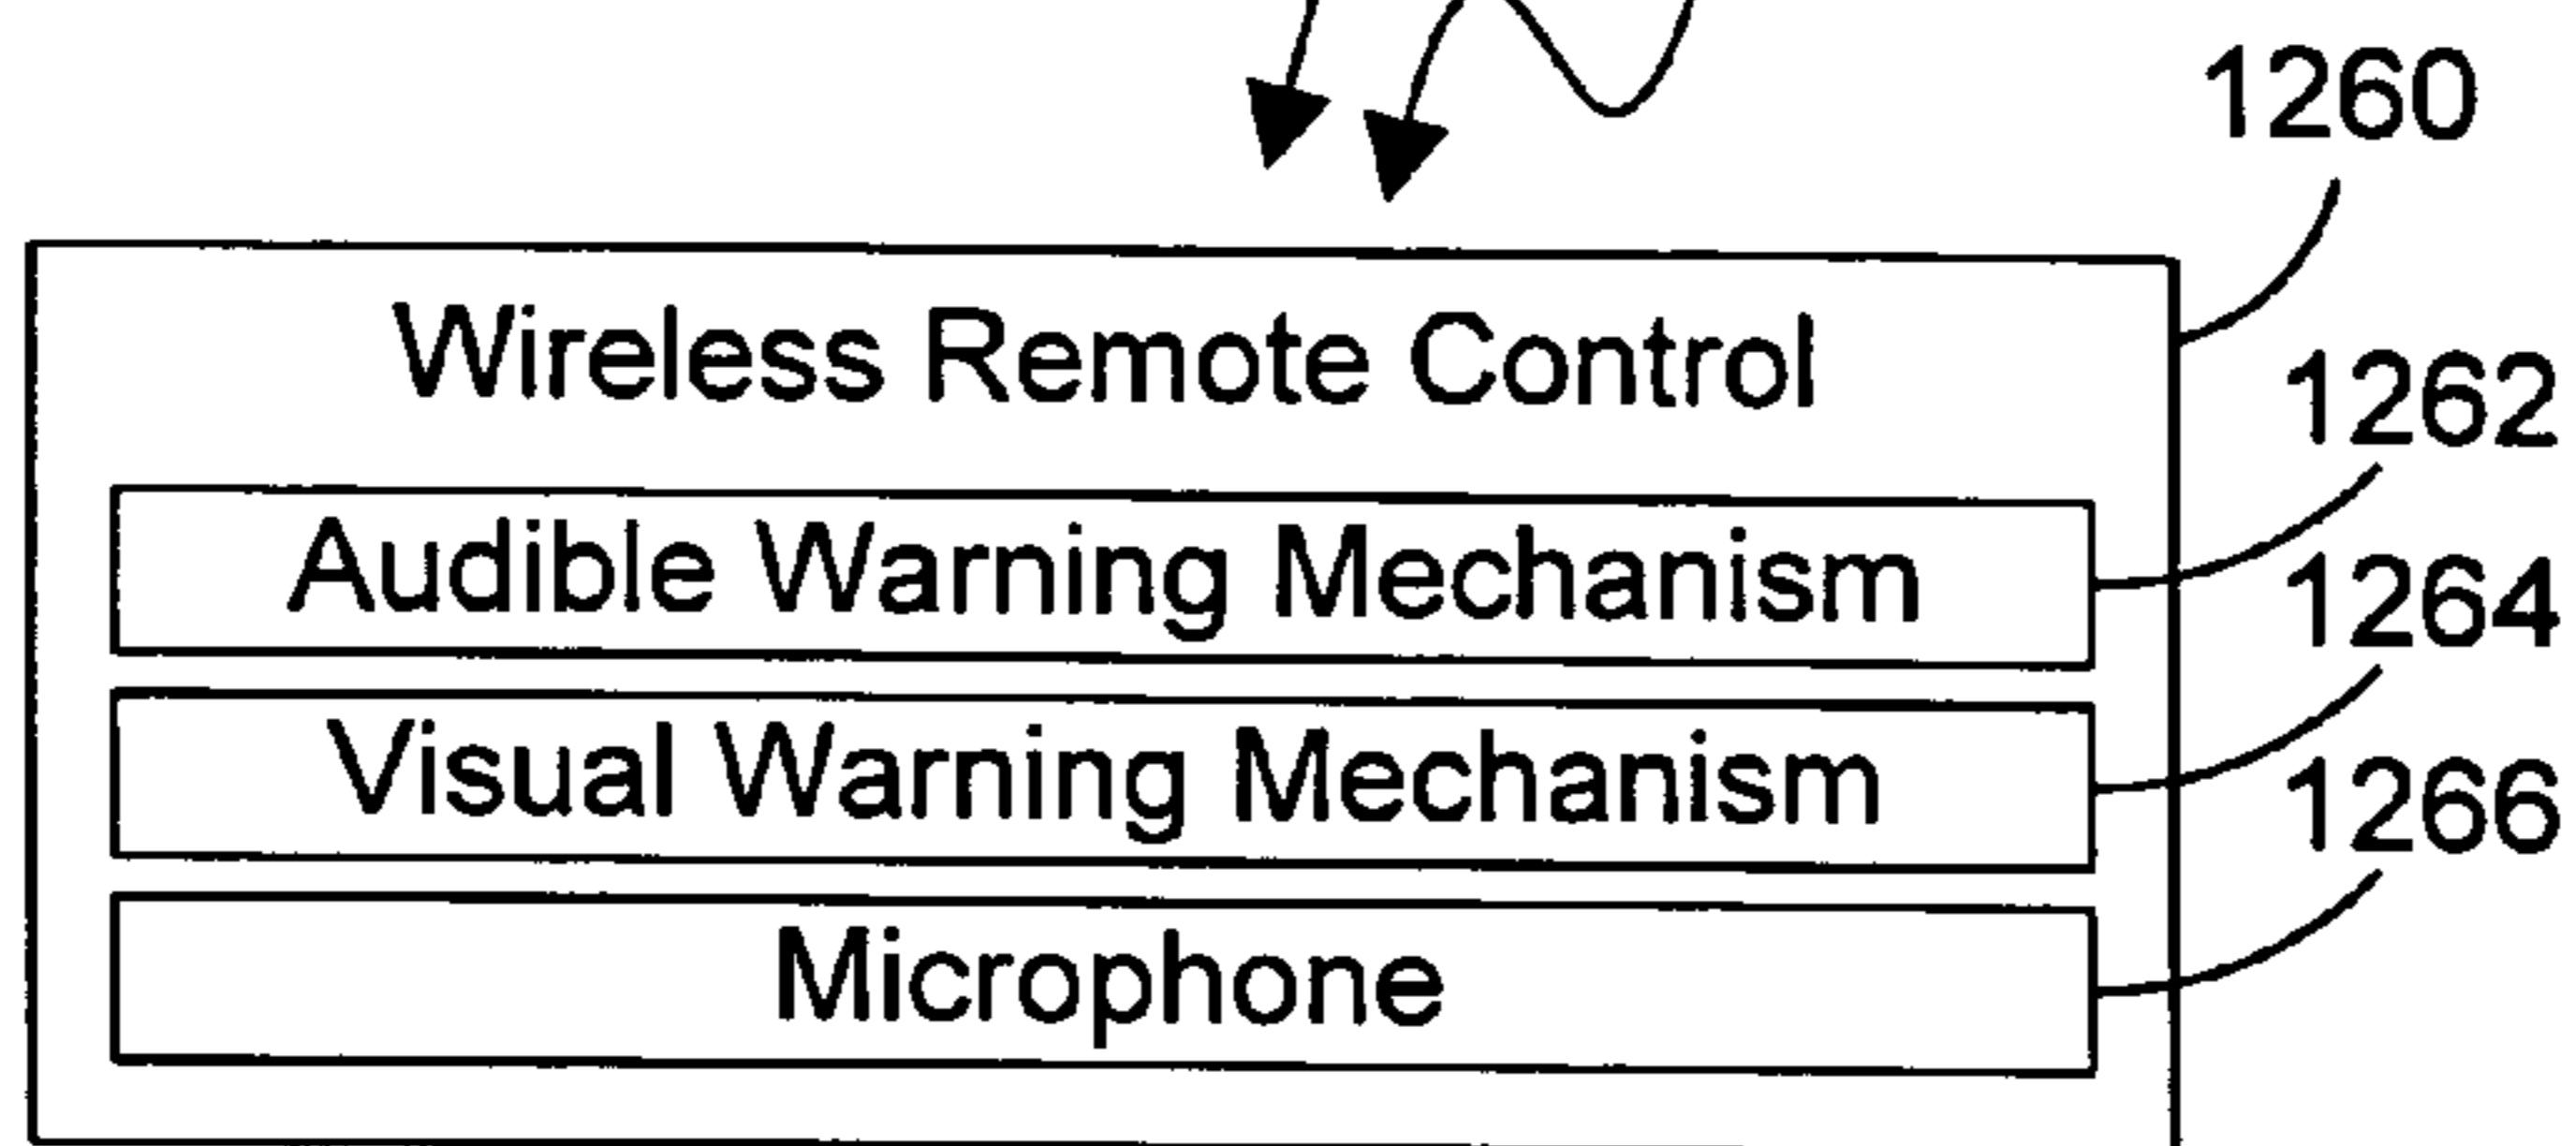 1260
Wireless Remote Control
1262
Audible Warning Mechanism
1264
Visual Warning Mechanism
1266
Microphone